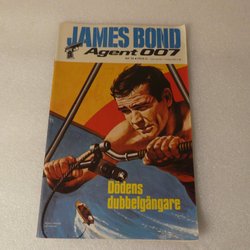 JAMES BOND
Agent 007
Dödens
dubbelgångare